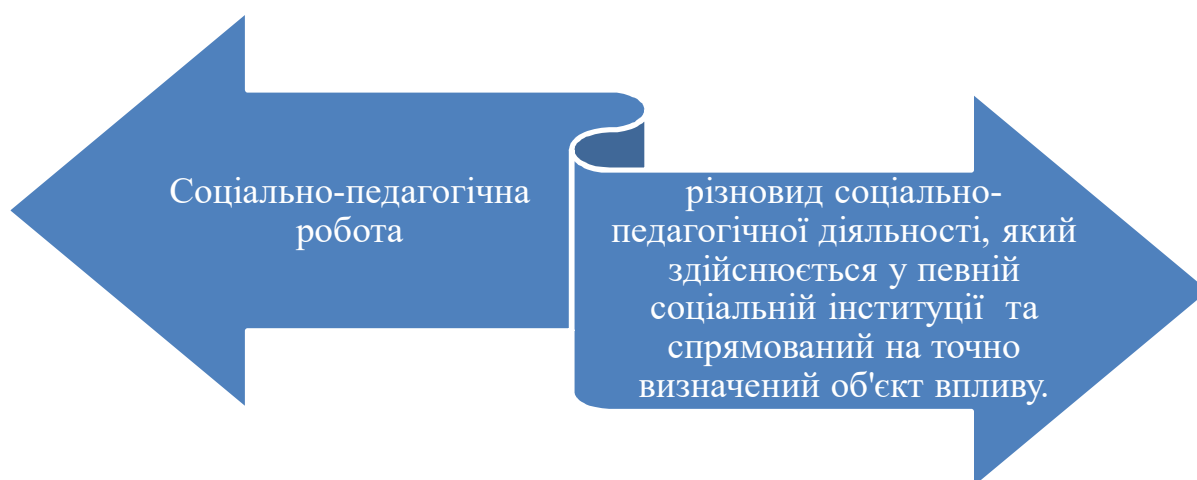 Соціально-педагогічна
робота
різновид соціально-
педагогічної діяльності, який
здійснюється у певній
соціальній інституції  та
спрямований на точно
визначений об'єкт впливу.